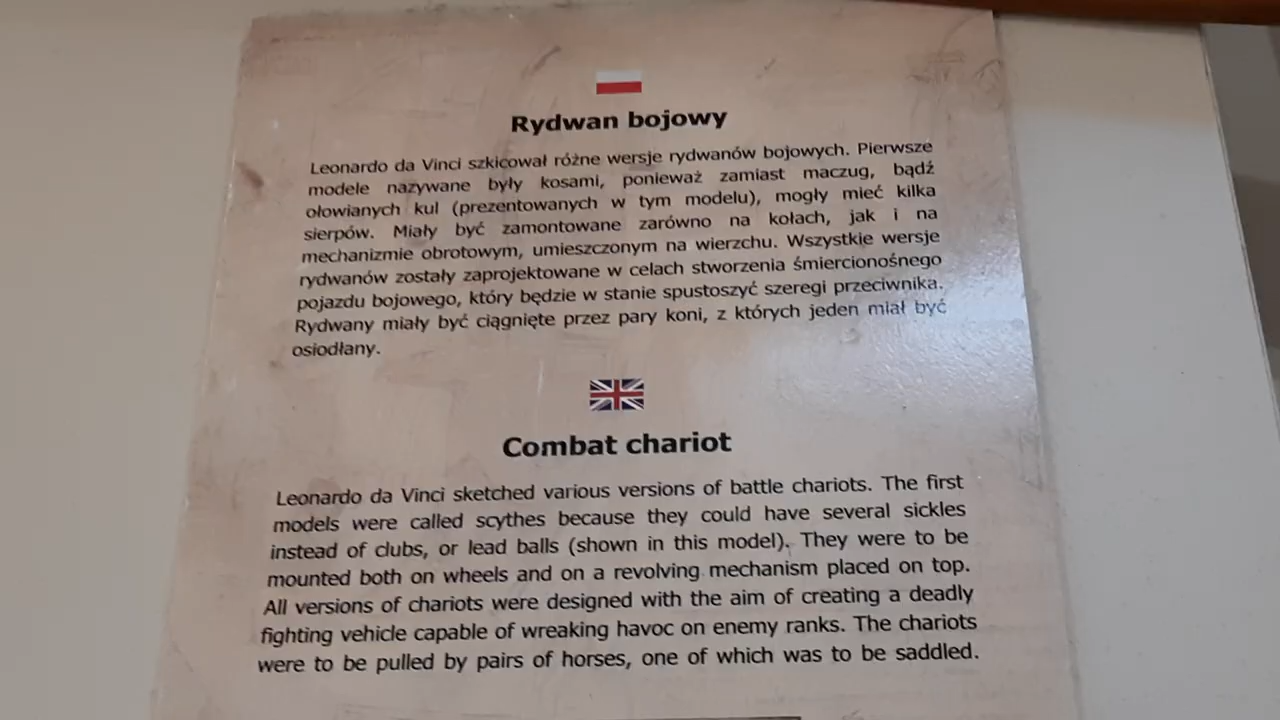 Rydwan bojowy
Leonardo da Vinci szkicował różne wersje rydwanów bojowych. Pierwsze
modele nazywane były kosami, ponieważ zamiast maczug, bądź
ołowianych kul (prezentowanych w tym modelu), mogły mieć kilka
sierpów. Miały być zamontowane zarówno na kołach, jak i na
mechanizmie obrotowym, umieszczonym na wierzchu. Wszystkie wersje
rydwanów zostały zaprojektowane w celach stworzenia śmiercionośnego
pojazdu bojowego, który będzie w stanie spustoszyć szeregi przeciwnika.
Rydwany miały być ciągnięte przez pary koni, z których jeden miał być
osiodłany.
Combat chariot
Leonardo da Vinci sketched various versions of battle chariots. The first
models were called scythes because they could have several sickles
instead of clubs, or lead balls (shown in this model). They were to be
mounted both on wheels and on a revolving mechanism placed on top.
All versions of chariots were designed with the aim of creating a deadly
fighting vehicle capable of wreaking havoc on enemy ranks. The chariots
were to be pulled by pairs of horses, one of which was to be saddled.